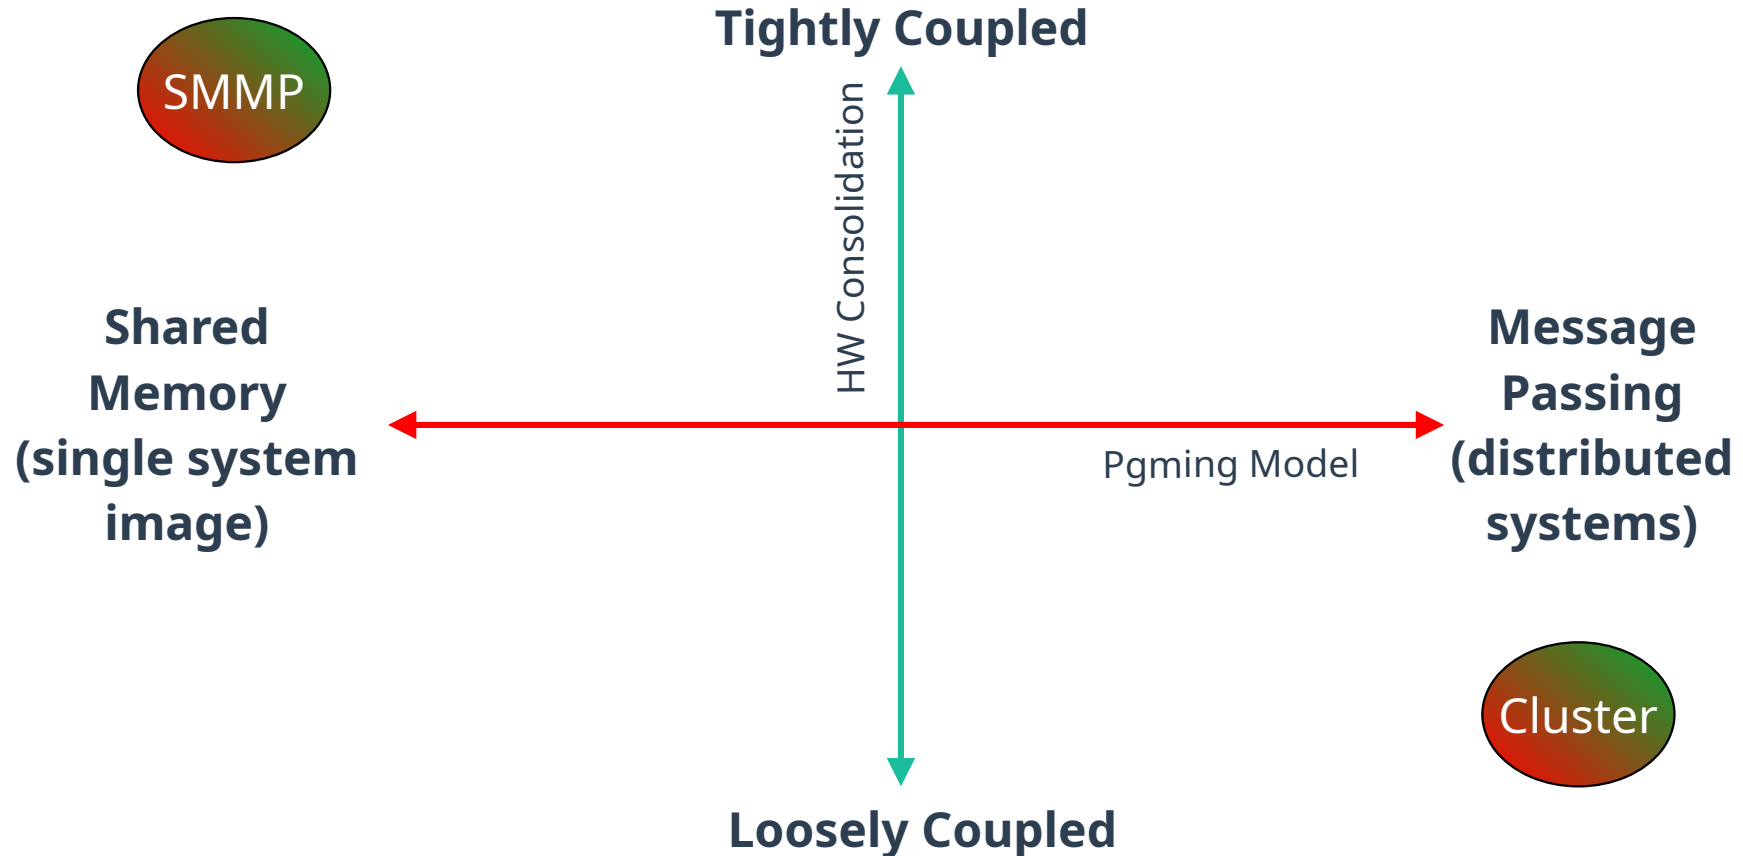 Tightly Coupled
SMMP
HW Consolidation
Shared
Memory
(single system
image)
Message
Passing
(distributed
systems)
Pgming Model
Cluster
Loosely Coupled